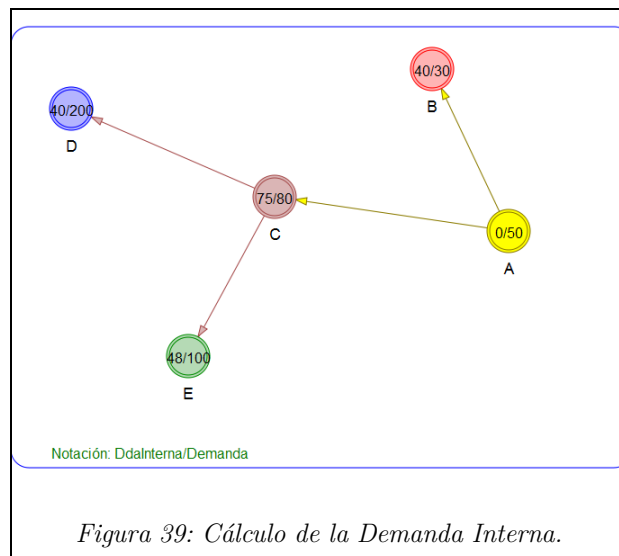 40/30
B
40/200
D
75/80
C
0/50
A
48/100
E
Notación: DdaInterna/Demanda
Figura 39: Cálculo de la Demanda Interna.